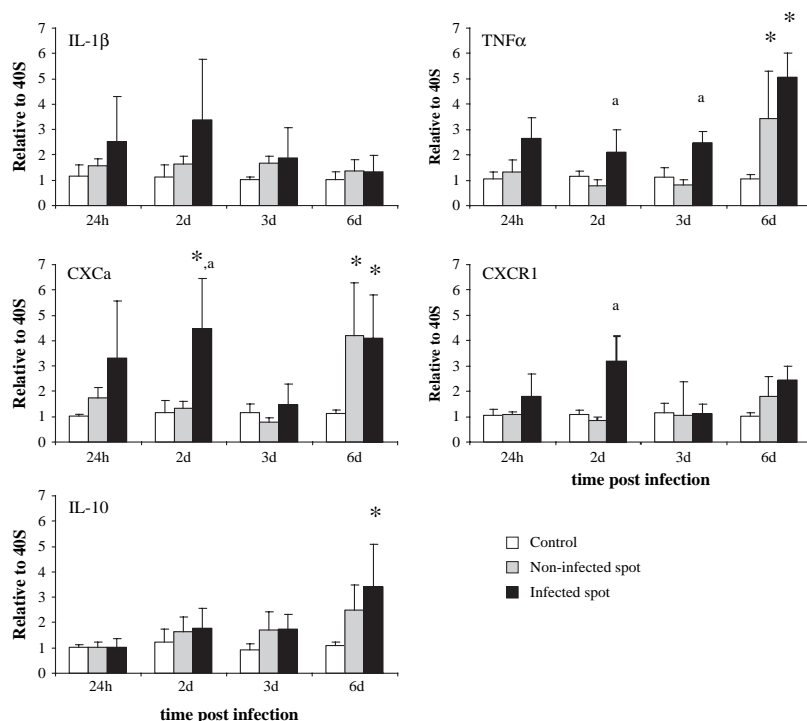 IL-1β
Relative to 40S
7
6
5
4
3
2
1
0
24h 2d 3d 6d
TNFα
* *
a a
Relative to 40S
7
6
5
4
3
2
1
0
24h 2d 3d 6d
CXCa
*,a * *
Relative to 40S
7
6
5
4
3
2
1
0
24h 2d 3d 6d
CXCR1
a
Relative to 40S
7
6
5
4
3
2
1
0
24h 2d 3d 6d
time post infection
IL-10
*
Relative to 40S
7
6
5
4
3
2
1
0
24h 2d 3d 6d
time post infection
Control
Non-infected spot
Infected spot